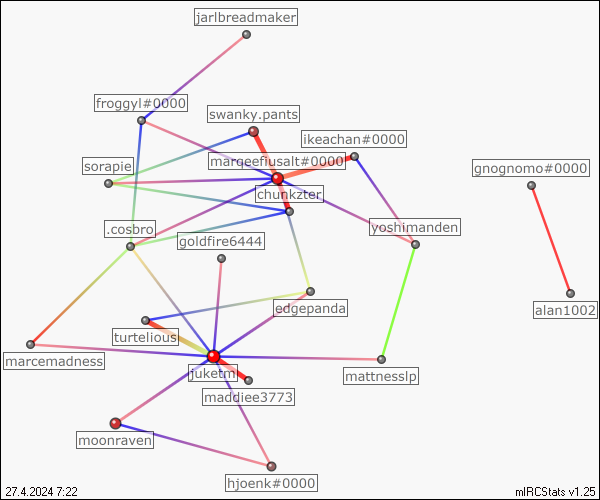 jarlbreadmaker
froggyl#0000
swanky.pants
ikeachan#0000
sorapie
marqeeflusalt#0000
gnognomo#0000
chunkzter
.cosbro
goldfire6444
yoshimanden
edgepanda
alan1002
turtelious
marcemadness
juketm
mattnesslp
maddiee3773
moonraven
hjoenk#0000
27.4.2024 7:22
mIRCStats v1.25